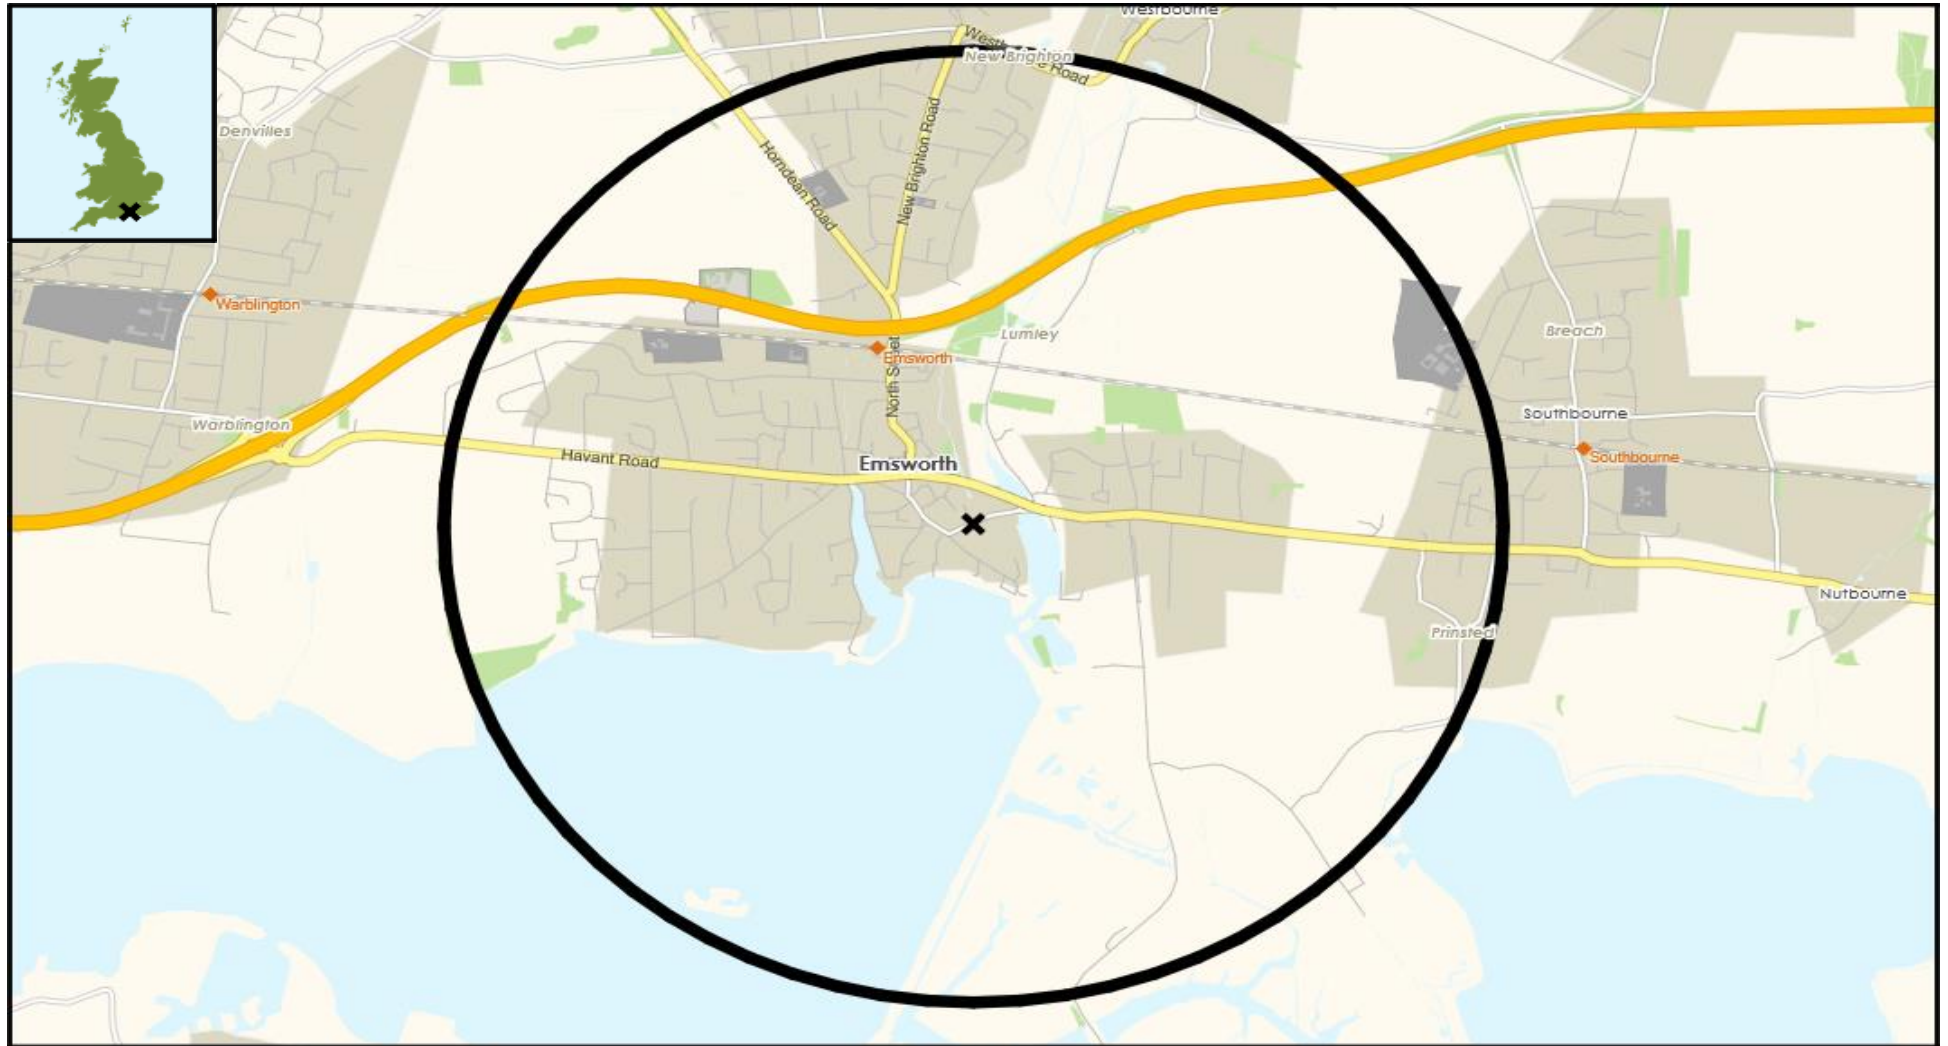 Westbourne
New Brighton
Road
Denvilles
New Brighton Road
Horndean Road
Warblington
Lumley
Breach
Emsworth
North Street
Southbourne
Warblington
Southbourne
Havant Road
Emsworth
Nutbourne
Prinsted